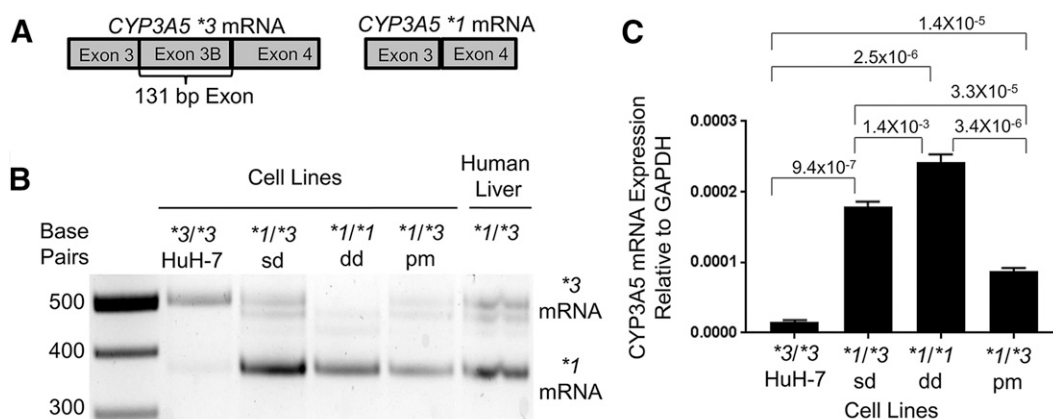 A
CYP3A5 *3 mRNA
CYP3A5 *1 mRNA
Exon 3 Exon 3B Exon 4
Exon 3 Exon 4
131 bp Exon
B
Cell Lines
Human
Liver
Base
Pairs
*3/*3 *1/*3 *1/*1 *1/*3 *1/*3
HuH-7 sd dd pm
500
400
300
*3
mRNA
*1
mRNA
C
1.4X10-5
2.5x10-6
3.3X10-5
1.4X10-3 3.4X10-6
9.4x10-7
CYP3A5 mRNA Expression
Relative to GAPDH
0.0003
0.0002
0.0001
0.0000
*3/*3 *1/*3 *1/*1 *1/*3
HuH-7 sd dd pm
Cell Lines